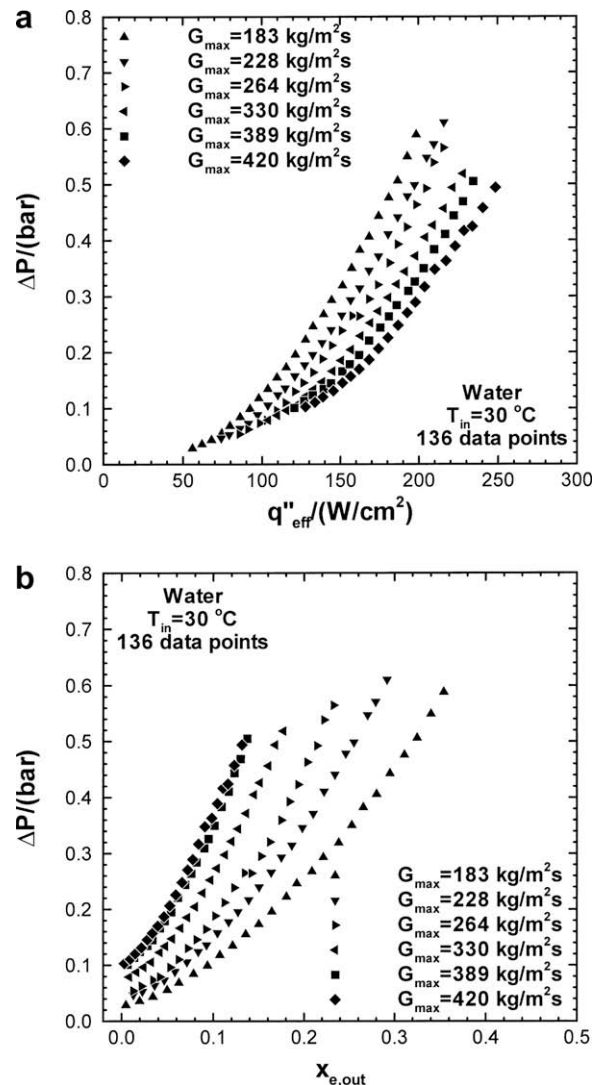 a
0.8
0.7
0.6
0.5
0.4
0.3
0.2
0.1
0.0
ΔP/(bar)
G_max=183 kg/m²s
G_max=228 kg/m²s
G_max=264 kg/m²s
G_max=330 kg/m²s
G_max=389 kg/m²s
G_max=420 kg/m²s
Water
T_in=30 °C
136 data points
0 50 100 150 200 250 300
q"_eff/(W/cm²)
b
0.8
0.7
0.6
0.5
0.4
0.3
0.2
0.1
0.0
ΔP/(bar)
Water
T_in=30 °C
136 data points
G_max=183 kg/m²s
G_max=228 kg/m²s
G_max=264 kg/m²s
G_max=330 kg/m²s
G_max=389 kg/m²s
G_max=420 kg/m²s
0.0 0.1 0.2 0.3 0.4 0.5
x_e,out